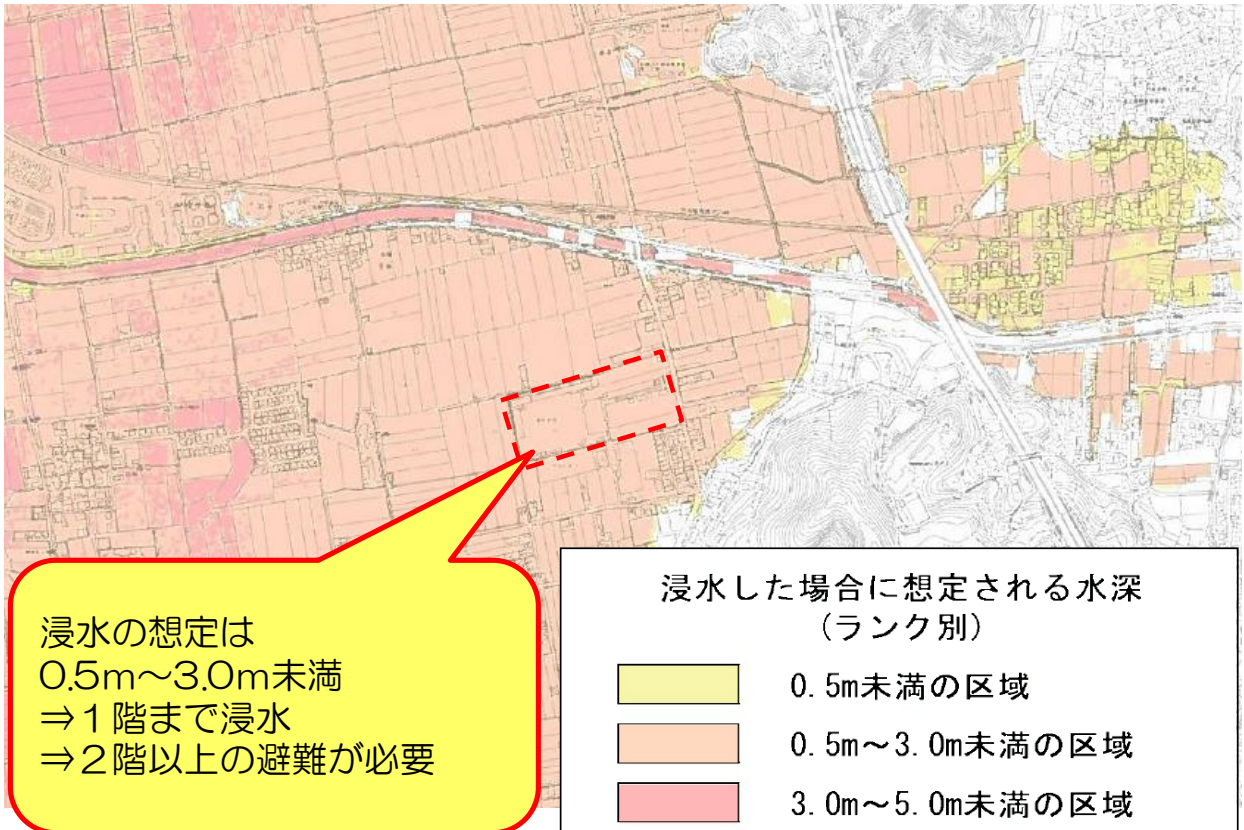 浸水の想定は
0.5m～3.0m未満
⇒1階まで浸水
⇒2階以上の避難が必要
浸水した場合に想定される水深
(ランク別)
0.5m未満の区域
0.5m～3.0m未満の区域
3.0m～5.0m未満の区域